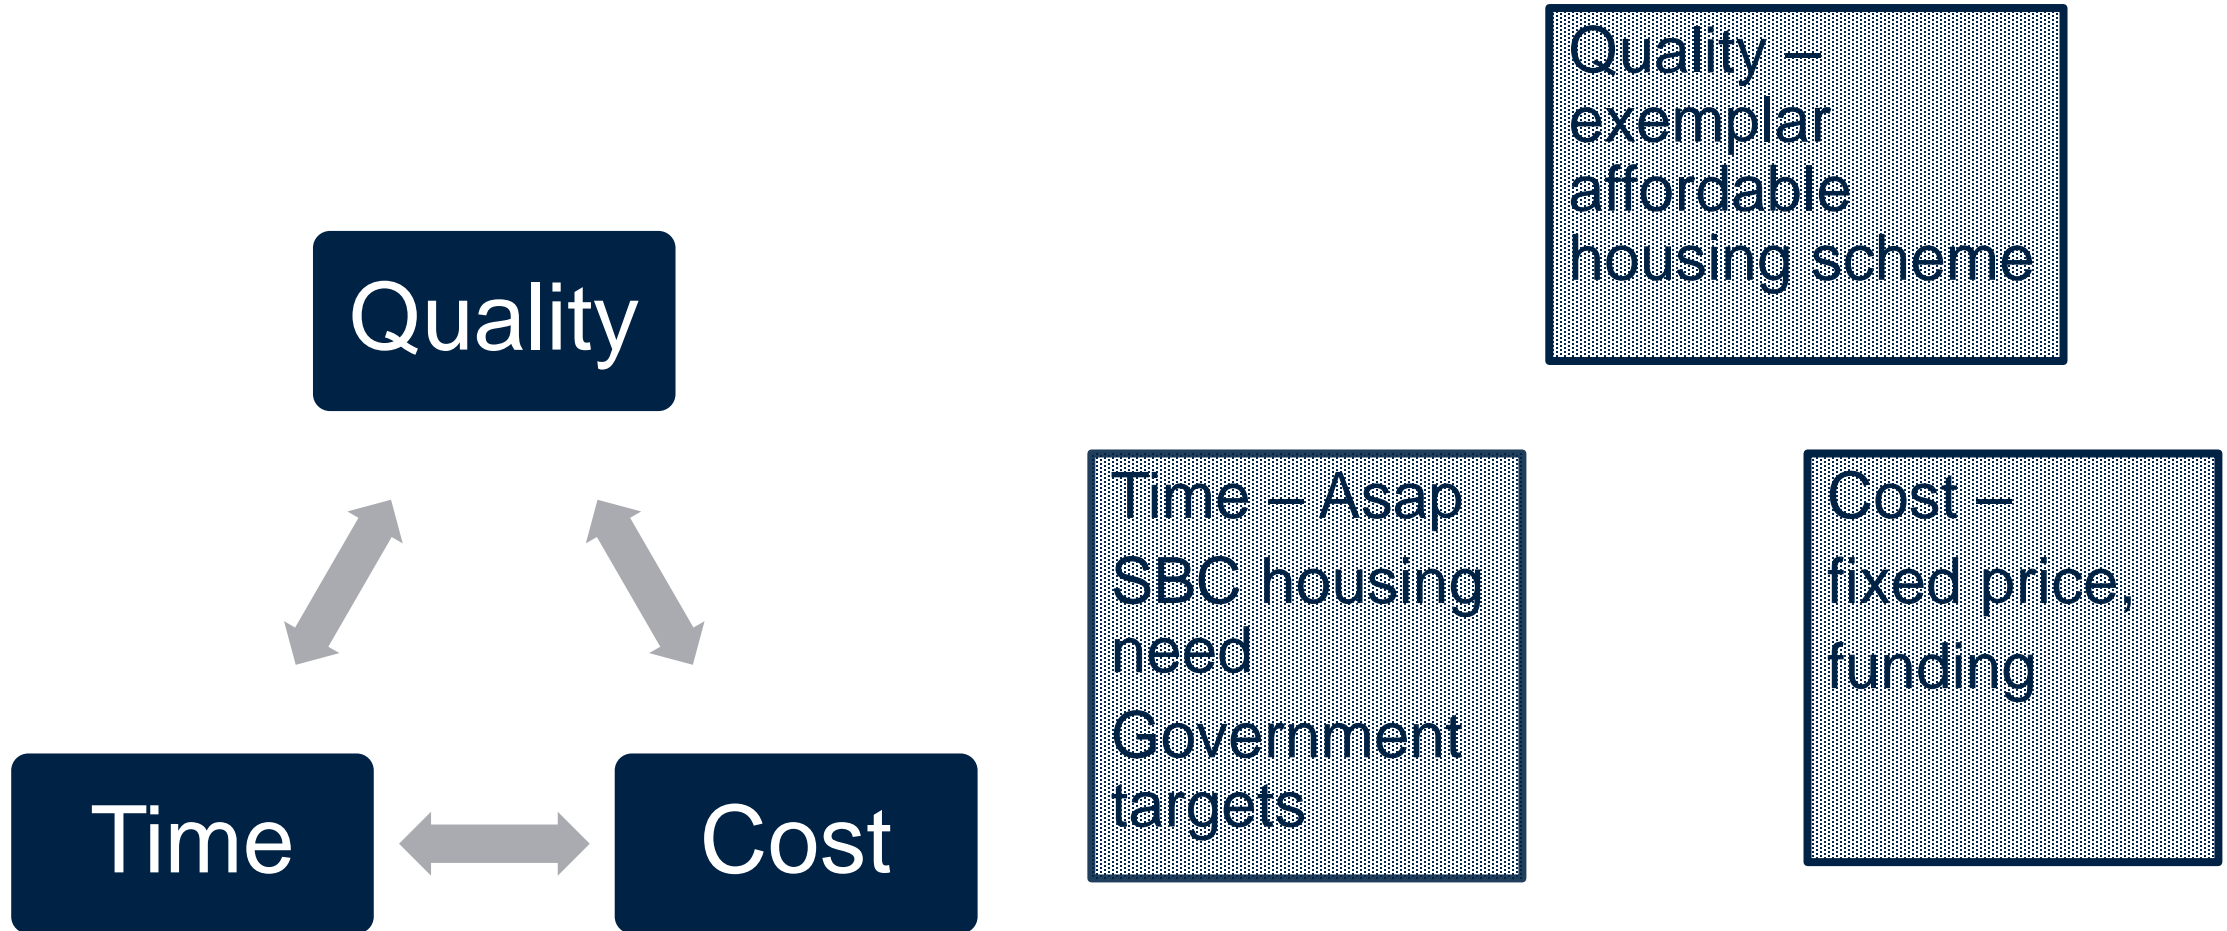 Quality
Time
Cost
Quality –
exemplar
affordable
housing scheme
Time – Asap
SBC housing
need
Government
targets
Cost –
fixed price,
funding